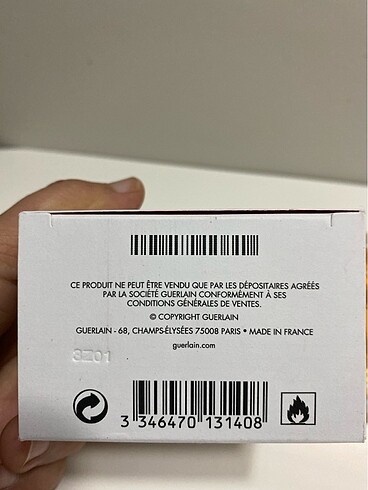 CE PRODUIT NE PEUT ÊTRE VENDU QUE PAR LES DÉPOSITAIRES AGRÉÉS
PAR LA SOCIÉTÉ GUERLAIN CONFORMÉMENT À SES
CONDITIONS GÉNÉRALES DE VENTES.
© COPYRIGHT GUERLAIN
GUERLAIN - 68, CHAMPS-ÉLYSÉES 75008 PARIS • MADE IN FRANCE
guerlain.com
3Z01
3 346470 131408